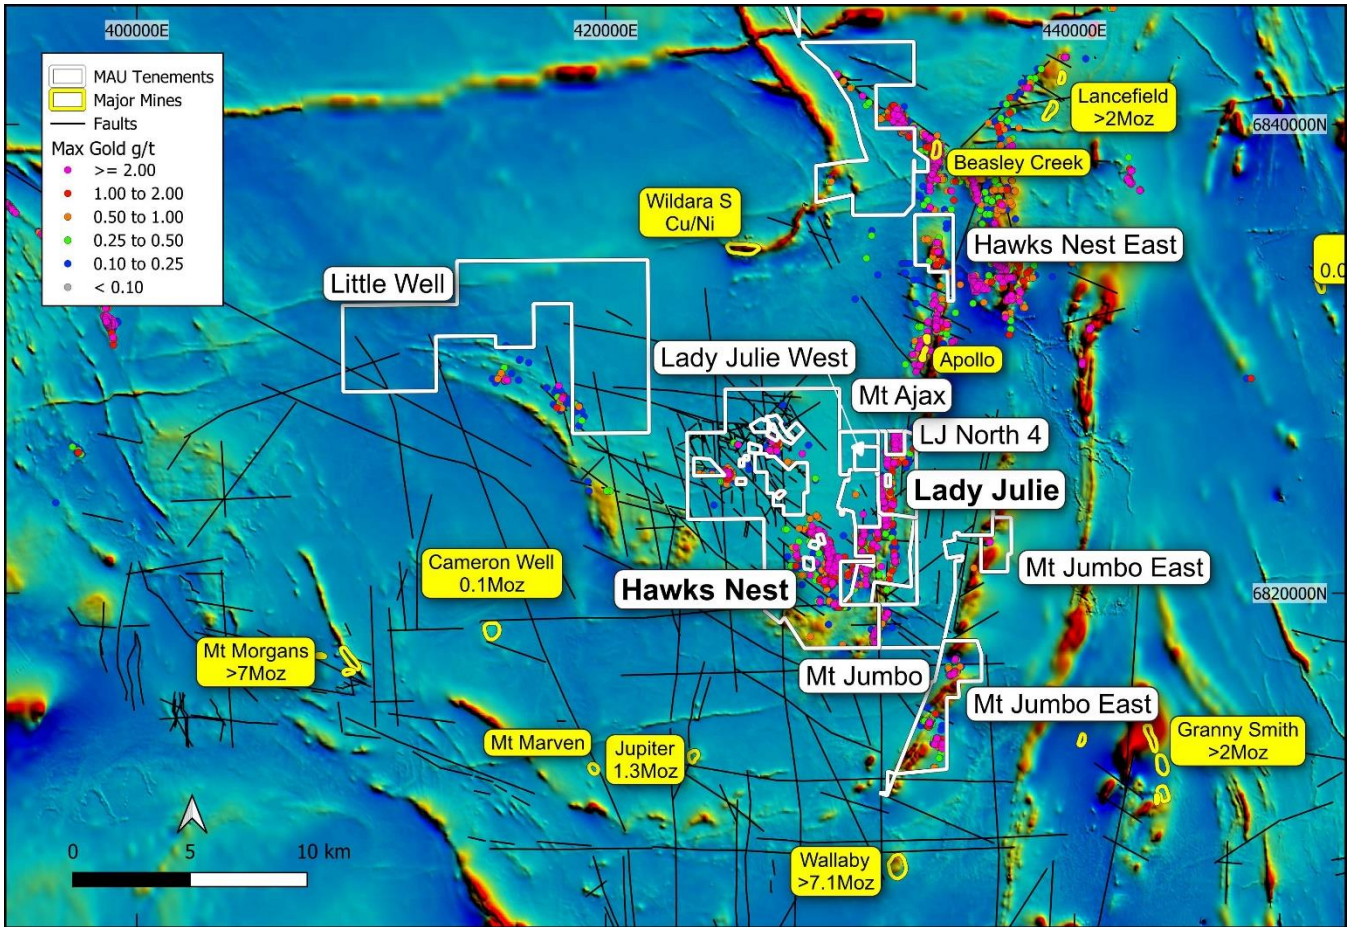 400000E
420000E
440000E
MAU Tenements
Major Mines
Faults
Max Gold g/t
>= 2.00
1.00 to 2.00
0.50 to 1.00
0.25 to 0.50
0.10 to 0.25
< 0.10
Lancefield
>2Moz
6840000N
Beasley Creek
Wildara S
Cu/Ni
Hawks Nest East
0.0
Little Well
Lady Julie West
Apollo
Mt Ajax
LJ North 4
Lady Julie
Cameron Well
0.1Moz
Hawks Nest
Mt Jumbo East
6820000N
Mt Morgans
>7Moz
Mt Jumbo
Mt Jumbo East
Mt Marven
Jupiter
1.3Moz
Granny Smith
>2Moz
Wallaby
>7.1Moz
0
5
10 km